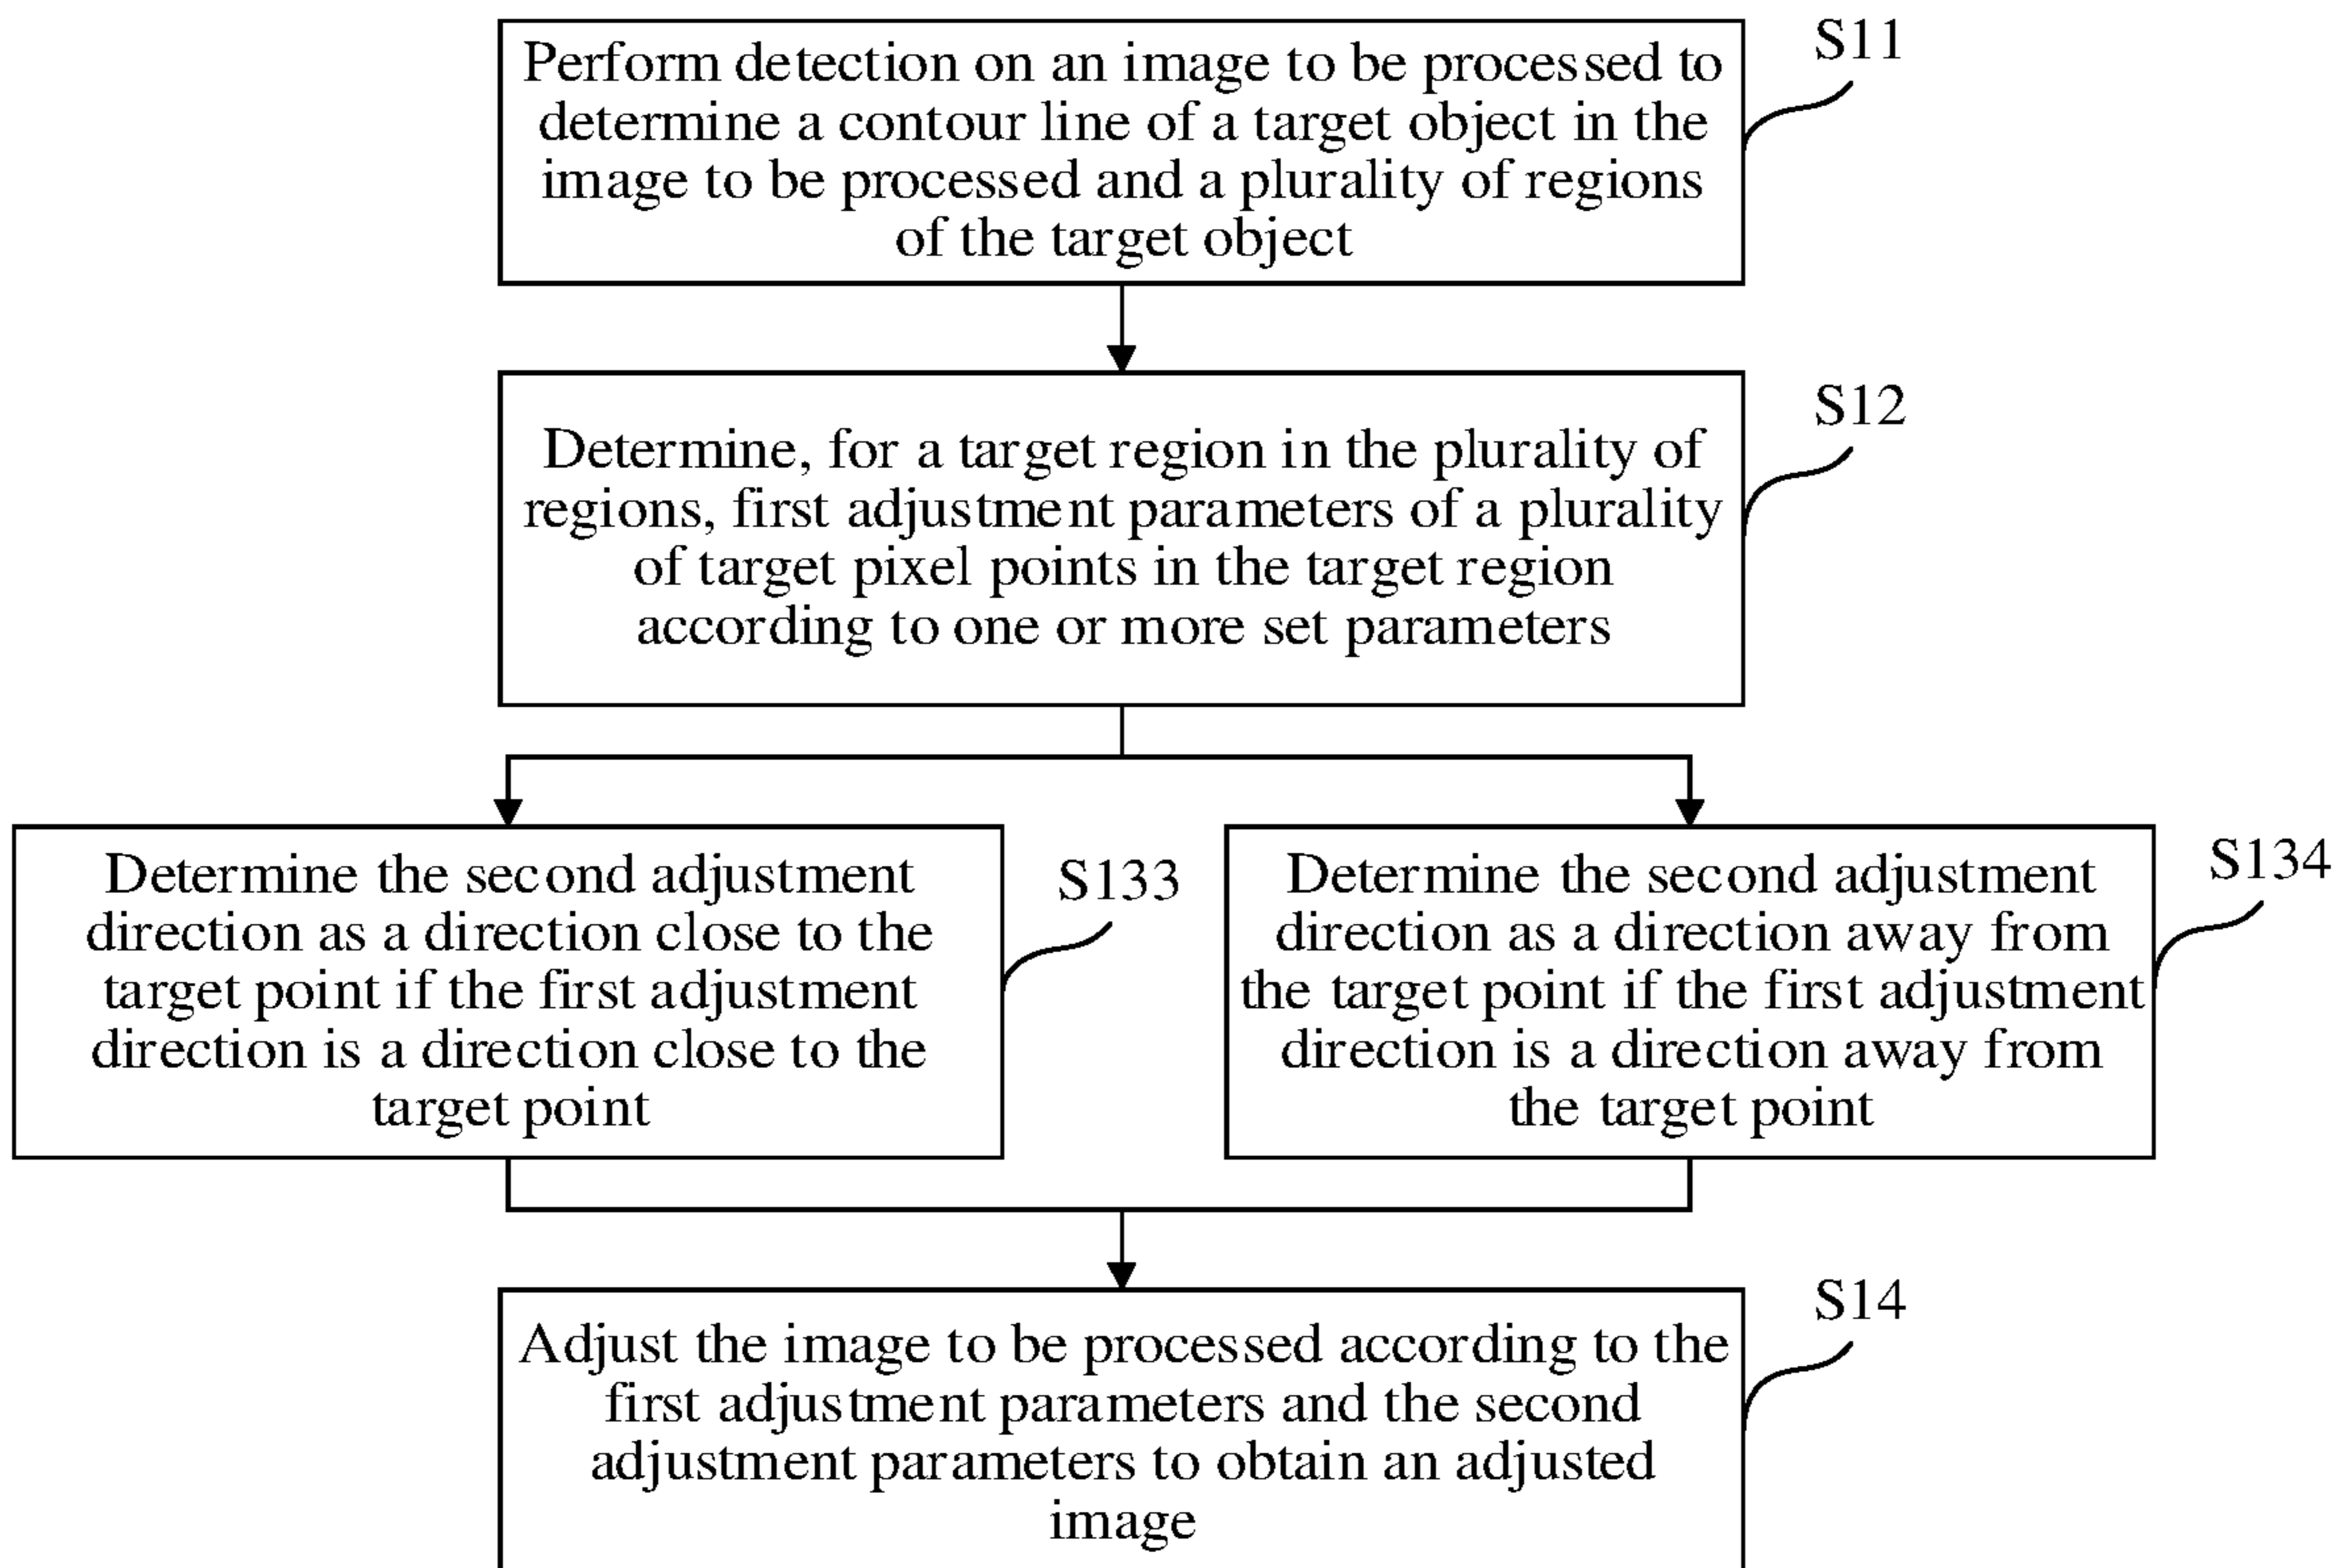 S11
Perform detection on an image to be processed to
determine a contour line of a target object in the
image to be processed and a plurality of regions
of the target object
S12
Determine, for a target region in the plurality of
regions, first adjustment parameters of a plurality
of target pixel points in the target region
according to one or more set parameters
S133
Determine the second adjustment
direction as a direction close to the
target point if the first adjustment
direction is a direction close to the
target point
S134
Determine the second adjustment
direction as a direction away from
the target point if the first adjustment
direction is a direction away from
the target point
S14
Adjust the image to be processed according to the
first adjustment parameters and the second
adjustment parameters to obtain an adjusted
image